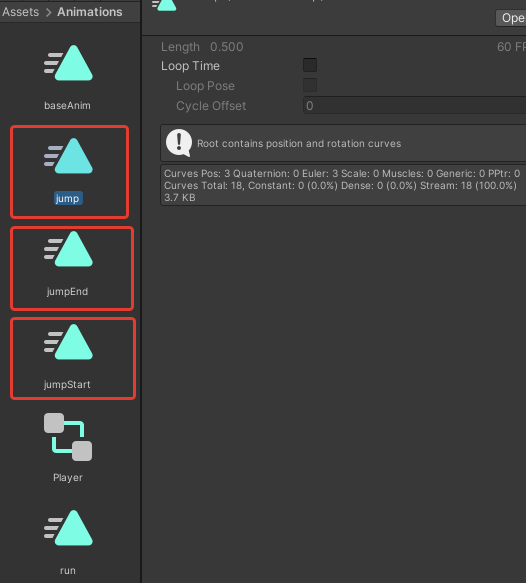 Assets > Animations
baseAnim
jump
jumpEnd
jumpStart
Player
run
Ope
Length 0.500 60 FP
Loop Time
Loop Pose
Cycle Offset 0
Root contains position and rotation curves
Curves Pos: 3 Quaternion: 0 Euler: 3 Scale: 0 Muscles: 0 Generic: 0 PPtr: 0
Curves Total: 18, Constant: 0 (0.0%) Dense: 0 (0.0%) Stream: 18 (100.0%)
3.7 KB